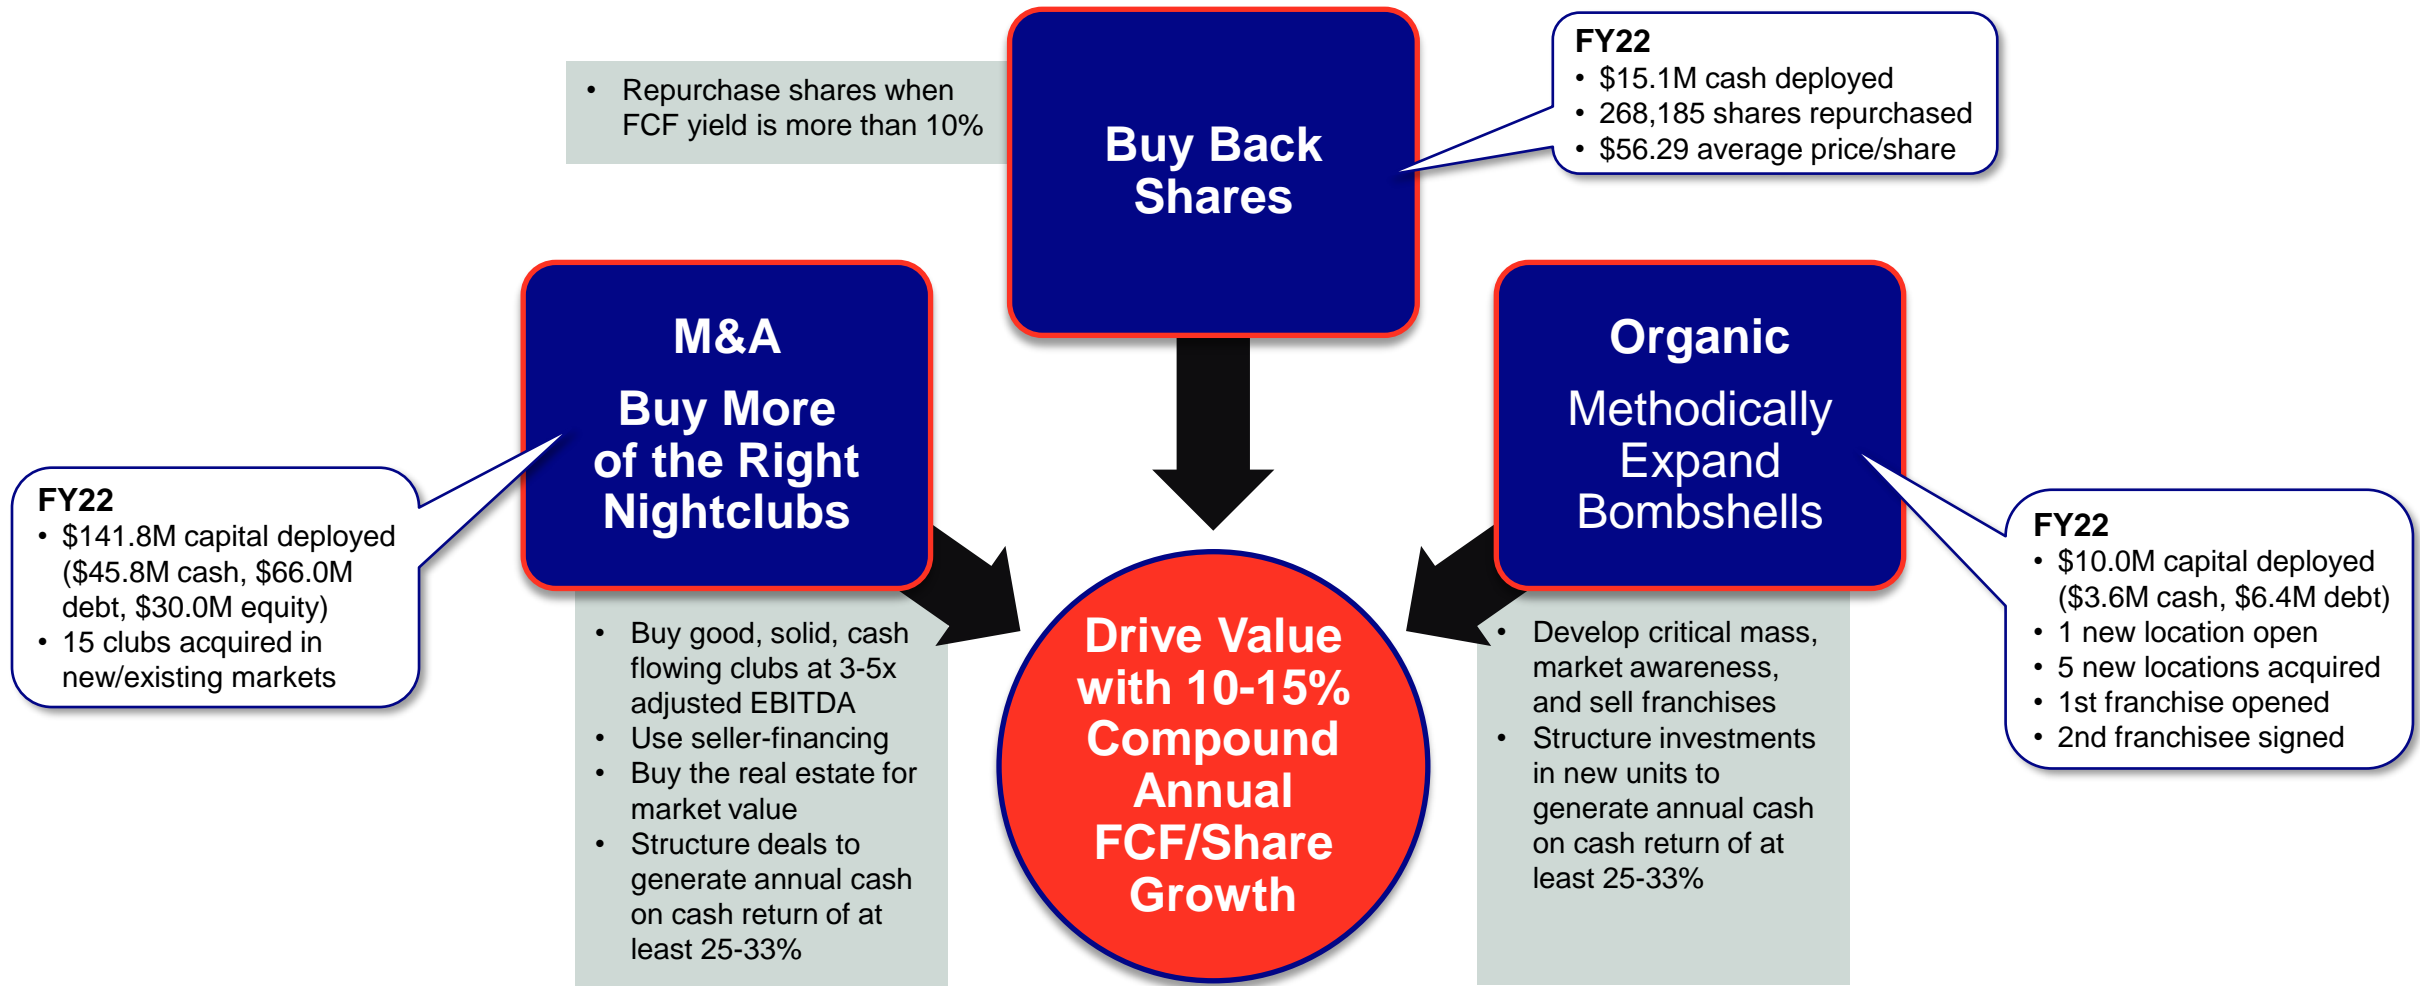 • Repurchase shares when
FCF yield is more than 10%
Buy Back
Shares
FY22
• $15.1M cash deployed
• 268,185 shares repurchased
• $56.29 average price/share
M&A
Buy More
of the Right
Nightclubs
FY22
• $141.8M capital deployed
($45.8M cash, $66.0M
debt, $30.0M equity)
• 15 clubs acquired in
new/existing markets
• Buy good, solid, cash
flowing clubs at 3-5x
adjusted EBITDA
• Use seller-financing
• Buy the real estate for
market value
• Structure deals to
generate annual cash
on cash return of at
least 25-33%
Drive Value
with 10-15%
Compound
Annual
FCF/Share
Growth
Organic
Methodically
Expand
Bombshells
• Develop critical mass,
market awareness,
and sell franchises
• Structure investments
in new units to
generate annual cash
on cash return of at
least 25-33%
FY22
• $10.0M capital deployed
($3.6M cash, $6.4M debt)
• 1 new location open
• 5 new locations acquired
• 1st franchise opened
• 2nd franchisee signed